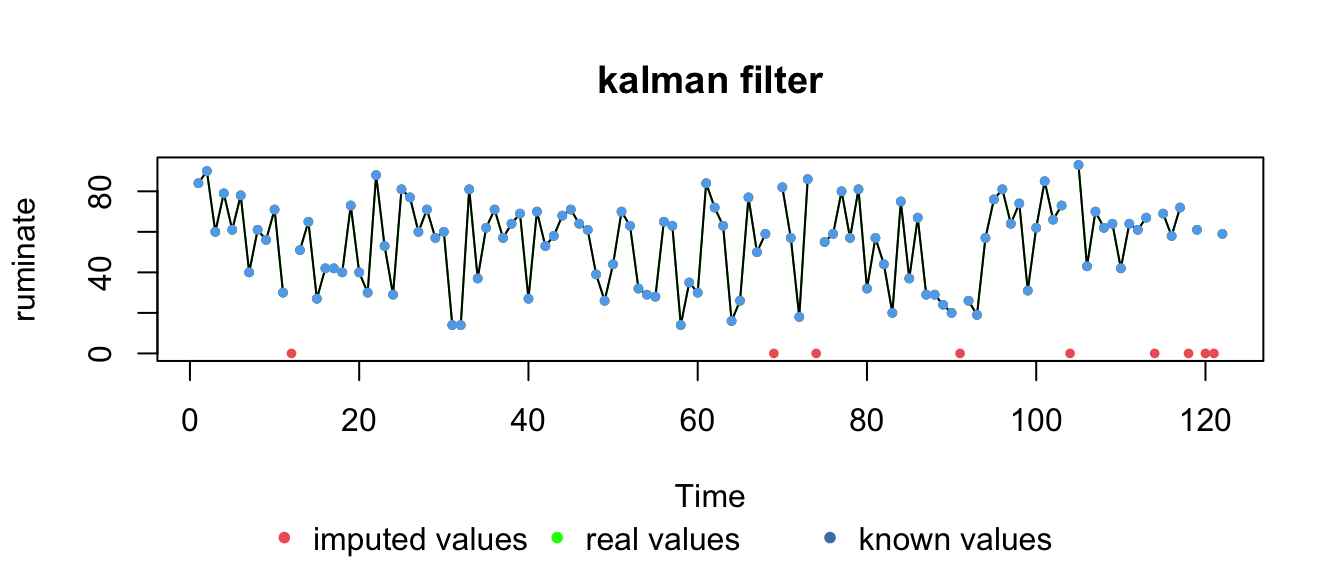 kalman filter
ruminate
80
40
0
0 20 40 60 80 100 120
Time
imputed values real values known values